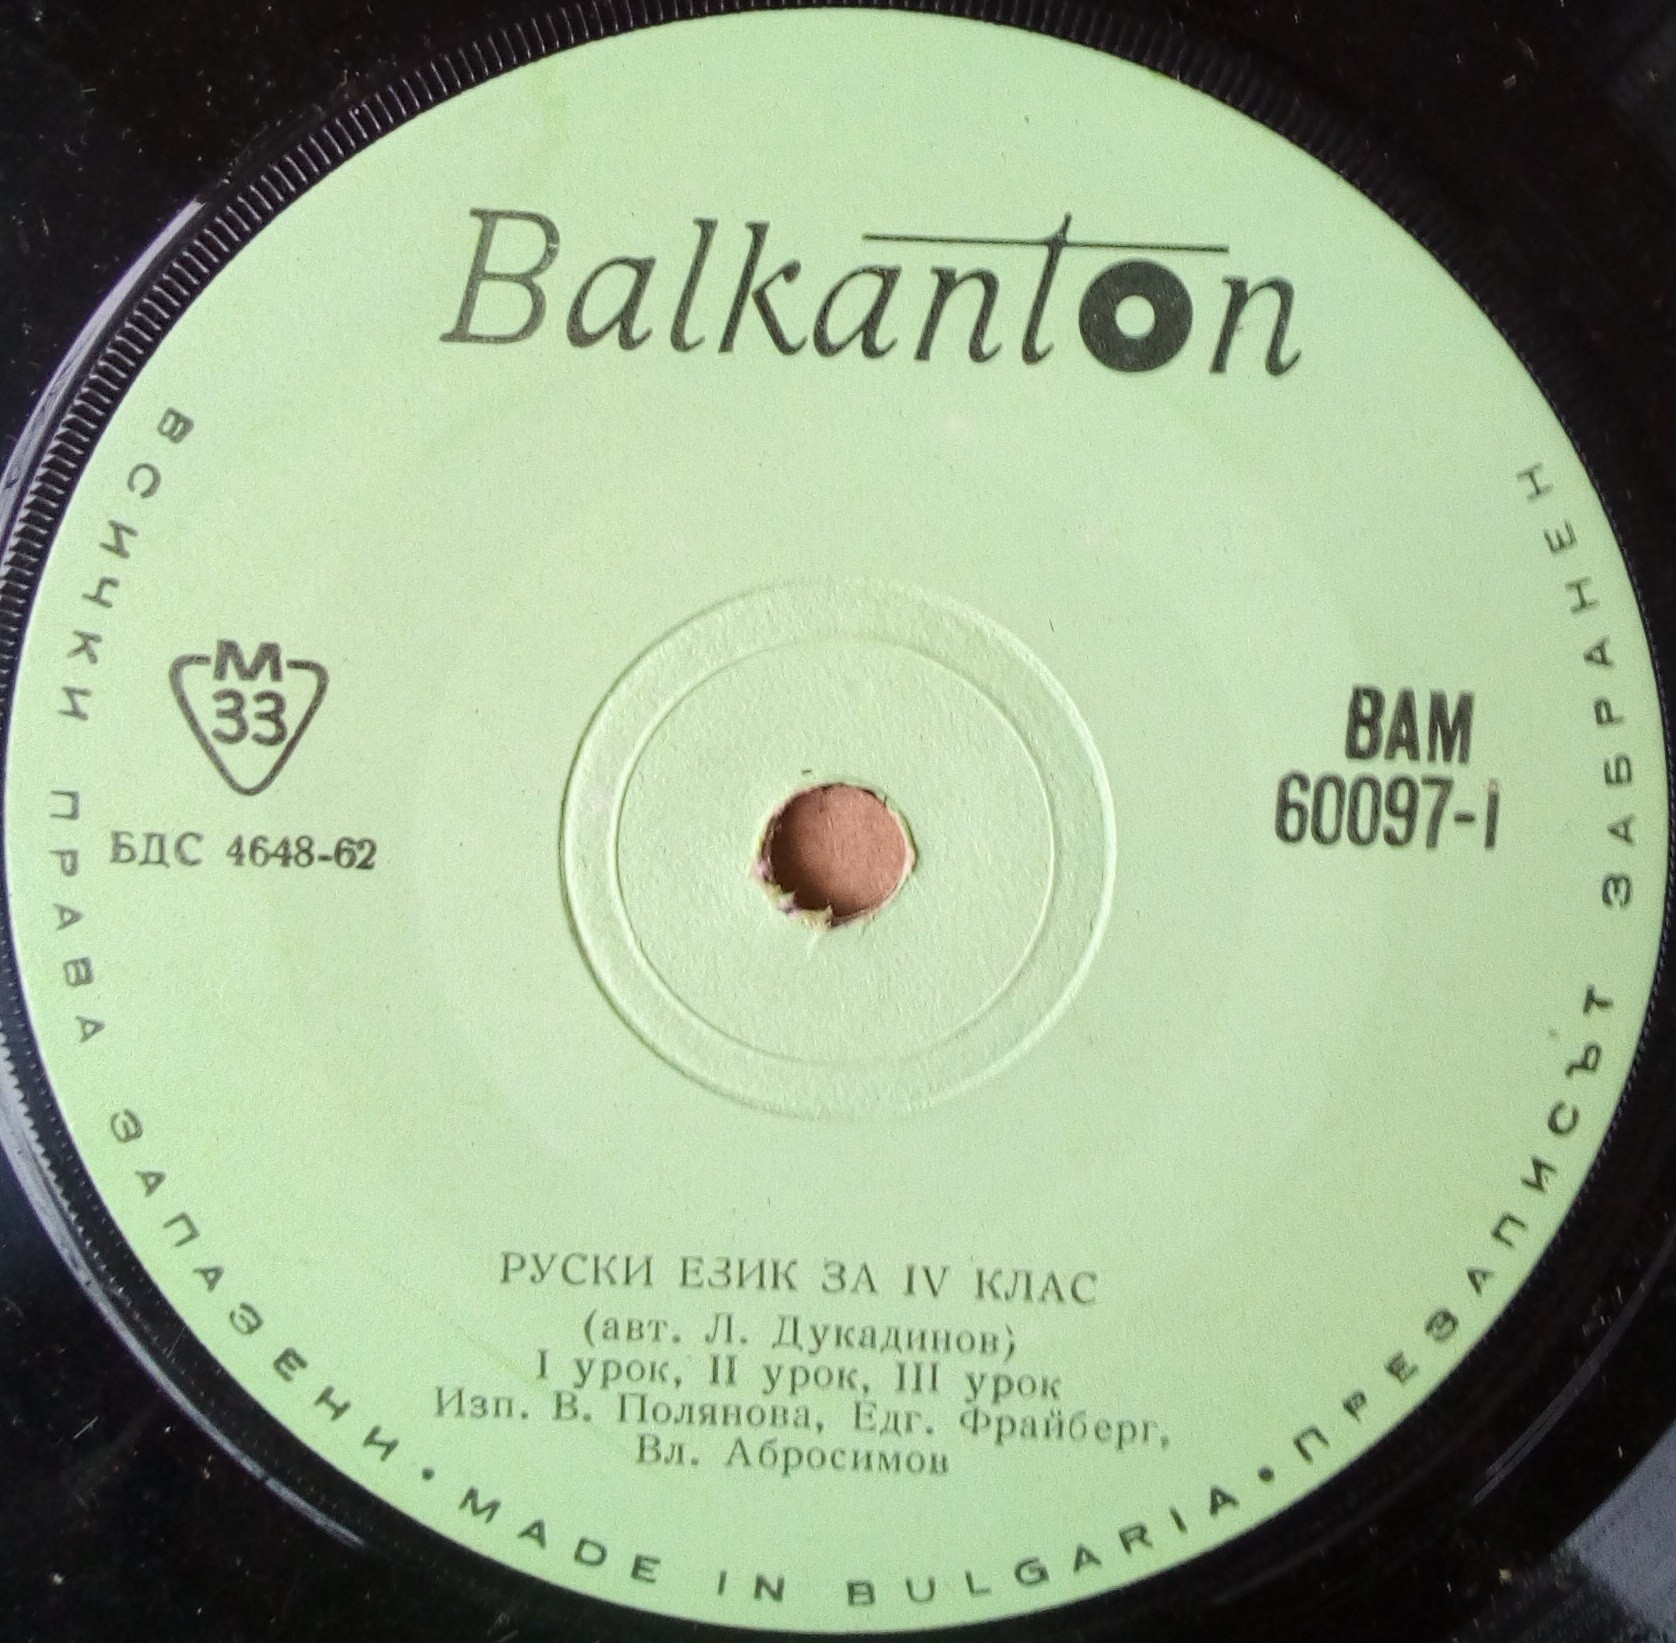 Balkanton
M
33
БДС 4648-62
ВАМ
60097-I
РУСКИ ЕЗИК ЗА IV КЛАС
(авт. Л. Дукадинов)
I урок, II урок, III урок
Изп. В. Полянова, Едг. Фрайберг,
Вл. Абросимов
ВСИЧКИ ПРАВА ЗАПАЗЕНИ • MADE IN BULGARIA • ПРЕЗАПИСЪТ ЗАБРАНЕН